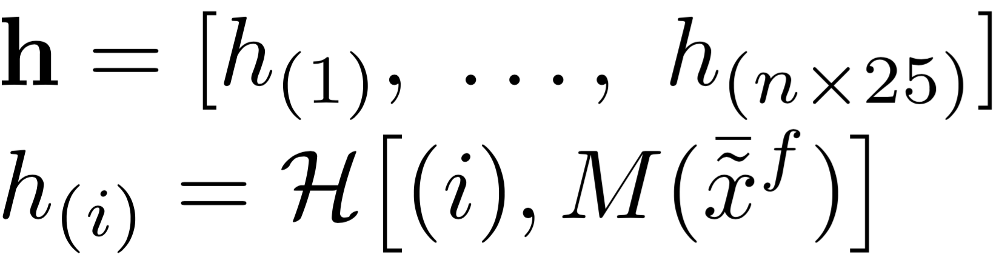 𝐡 = [h₍₁₎, . . . , h₍ₙ×₂₅₎]
h₍ᵢ₎ = ℋ[(i), M(x̃̄ᶠ)]